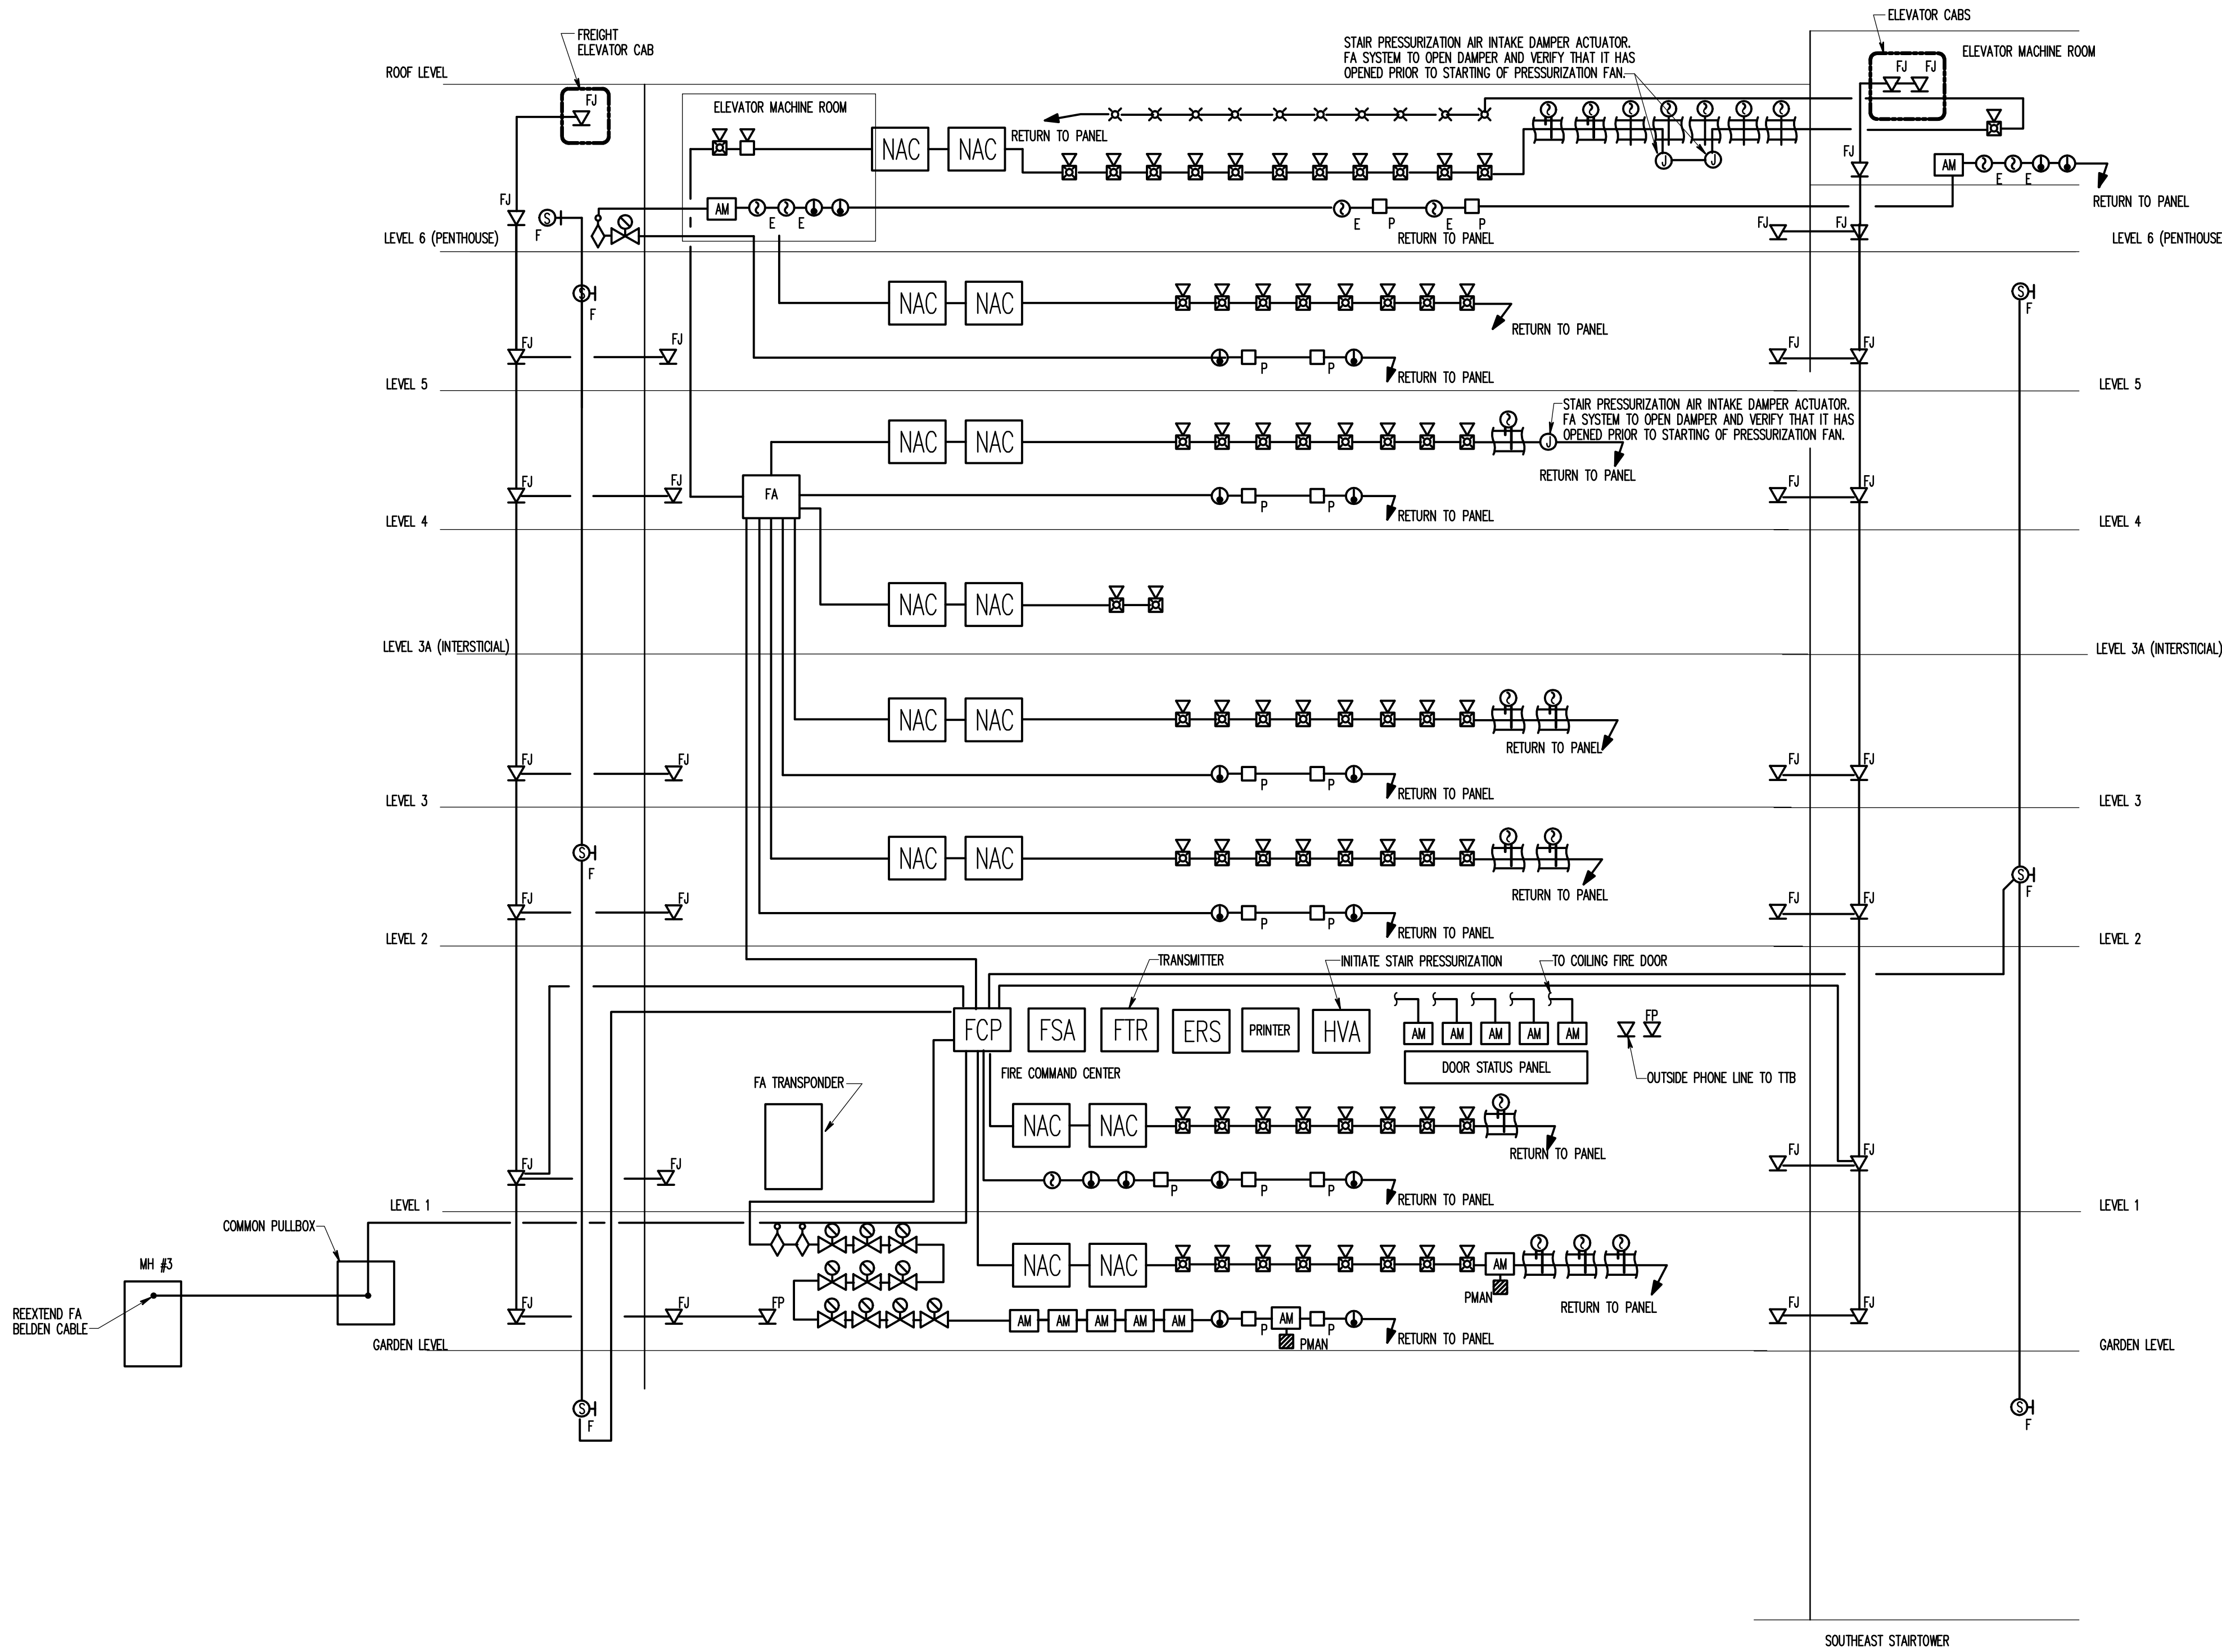 ELEVATOR CABS
FREIGHT
ELEVATOR CAB
STAIR PRESSURIZATION AIR INTAKE DAMPER ACTUATOR.
FA SYSTEM TO OPEN DAMPER AND VERIFY THAT IT HAS
OPENED PRIOR TO STARTING OF PRESSURIZATION FAN.
ELEVATOR MACHINE ROOM
ROOF LEVEL
FJ
FJ FJ
ELEVATOR MACHINE ROOM
RETURN TO PANEL
NAC NAC
J J
FJ
AM
E E
RETURN TO PANEL
FJ
S
F
AM
E E
E P E P
RETURN TO PANEL
FJ FJ
LEVEL 6 (PENTHOUSE)
LEVEL 6 (PENTHOUSE
S
F
NAC NAC
RETURN TO PANEL
S
F
FJ FJ
P P
RETURN TO PANEL
FJ FJ
LEVEL 5
LEVEL 5
STAIR PRESSURIZATION AIR INTAKE DAMPER ACTUATOR.
FA SYSTEM TO OPEN DAMPER AND VERIFY THAT IT HAS
OPENED PRIOR TO STARTING OF PRESSURIZATION FAN.
NAC NAC
J
RETURN TO PANEL
FJ FJ
FA
P P
RETURN TO PANEL
FJ FJ
LEVEL 4
LEVEL 4
NAC NAC
LEVEL 3A (INTERSTICIAL)
LEVEL 3A (INTERSTICIAL)
NAC NAC
RETURN TO PANEL
FJ FJ
P P
RETURN TO PANEL
FJ FJ
LEVEL 3
LEVEL 3
S
F
NAC NAC
RETURN TO PANEL
S
F
FJ FJ
P P
RETURN TO PANEL
FJ FJ
LEVEL 2
LEVEL 2
TRANSMITTER
INITIATE STAIR PRESSURIZATION
TO COILING FIRE DOOR
FCP FSA FTR ERS PRINTER HVA
AM AM AM AM AM
FP
FIRE COMMAND CENTER
DOOR STATUS PANEL
OUTSIDE PHONE LINE TO TTB
FA TRANSPONDER
NAC NAC
RETURN TO PANEL
FJ FJ
P P P
RETURN TO PANEL
FJ FJ
LEVEL 1
LEVEL 1
COMMON PULLBOX
MH #3
NAC NAC
AM
PMAN
RETURN TO PANEL
REEXTEND FA
BELDEN CABLE
FJ FJ FP
AM AM AM AM AM
P AM P
PMAN
RETURN TO PANEL
FJ FJ
GARDEN LEVEL
GARDEN LEVEL
S
F
S
F
SOUTHEAST STAIRTOWER